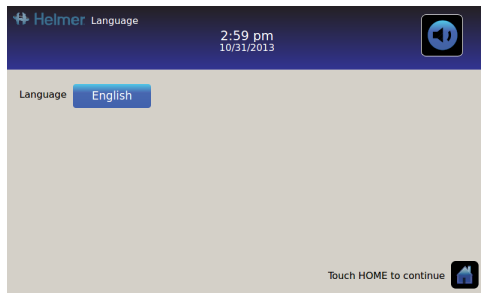 Helmer Language
2:59 pm
10/31/2013
Language English
Touch HOME to continue